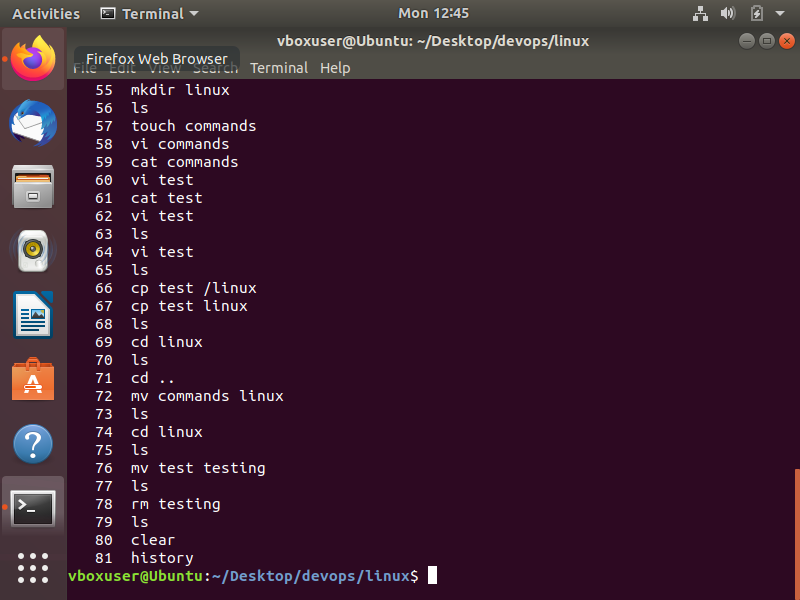 Activities Terminal Mon 12:45
vboxuser@Ubuntu: ~/Desktop/devops/linux
Firefox Web Browser
File Edit View Search Terminal Help
55 mkdir linux
56 ls
57 touch commands
58 vi commands
59 cat commands
60 vi test
61 cat test
62 vi test
63 ls
64 vi test
65 ls
66 cp test /linux
67 cp test linux
68 ls
69 cd linux
70 ls
71 cd ..
72 mv commands linux
73 ls
74 cd linux
75 ls
76 mv test testing
77 ls
78 rm testing
79 ls
80 clear
81 history
vboxuser@Ubuntu:~/Desktop/devops/linux$